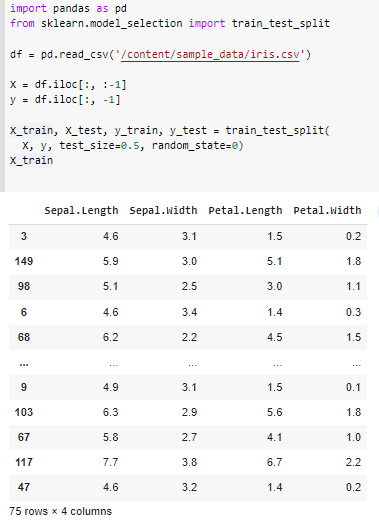 import pandas as pd
from sklearn.model_selection import train_test_split
df = pd.read_csv('/content/sample_data/iris.csv')
X = df.iloc[:, :-1]
y = df.iloc[:, -1]
X_train, X_test, y_train, y_test = train_test_split(
X, y, test_size=0.5, random_state=0)
X_train
Sepal.Length Sepal.Width Petal.Length Petal.Width
3 4.6 3.1 1.5 0.2
149 5.9 3.0 5.1 1.8
98 5.1 2.5 3.0 1.1
6 4.6 3.4 1.4 0.3
68 6.2 2.2 4.5 1.5
... ... ... ... ...
9 4.9 3.1 1.5 0.1
103 6.3 2.9 5.6 1.8
67 5.8 2.7 4.1 1.0
117 7.7 3.8 6.7 2.2
47 4.6 3.2 1.4 0.2
75 rows × 4 columns